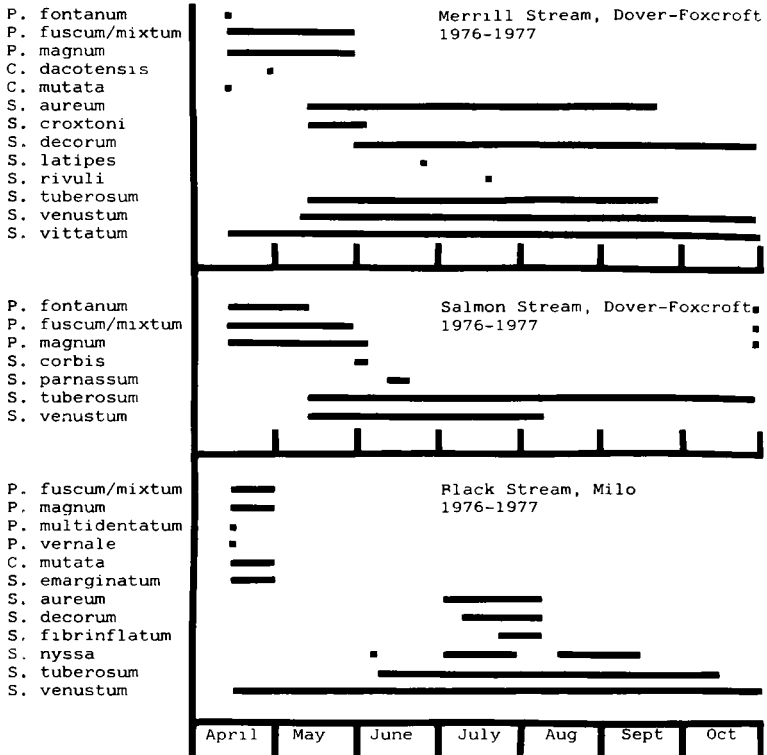 P. fontanum
Merrill Stream, Dover-Foxcroft
P. fuscum/mixtum
1976-1977
P. magnum
C. dacotensis
C. mutata
S. aureum
S. croxtoni
S. decorum
S. latipes
S. rivuli
S. tuberosum
S. venustum
S. vittatum
P. fontanum
Salmon Stream, Dover-Foxcroft
P. fuscum/mixtum
1976-1977
P. magnum
S. corbis
S. parnassum
S. tuberosum
S. venustum
P. fuscum/mixtum
Black Stream, Milo
P. magnum
1976-1977
P. multidentatum
P. vernale
C. mutata
S. emarginatum
S. aureum
S. decorum
S. fibrinflatum
S. nyssa
S. tuberosum
S. venustum
April May June July Aug Sept Oct